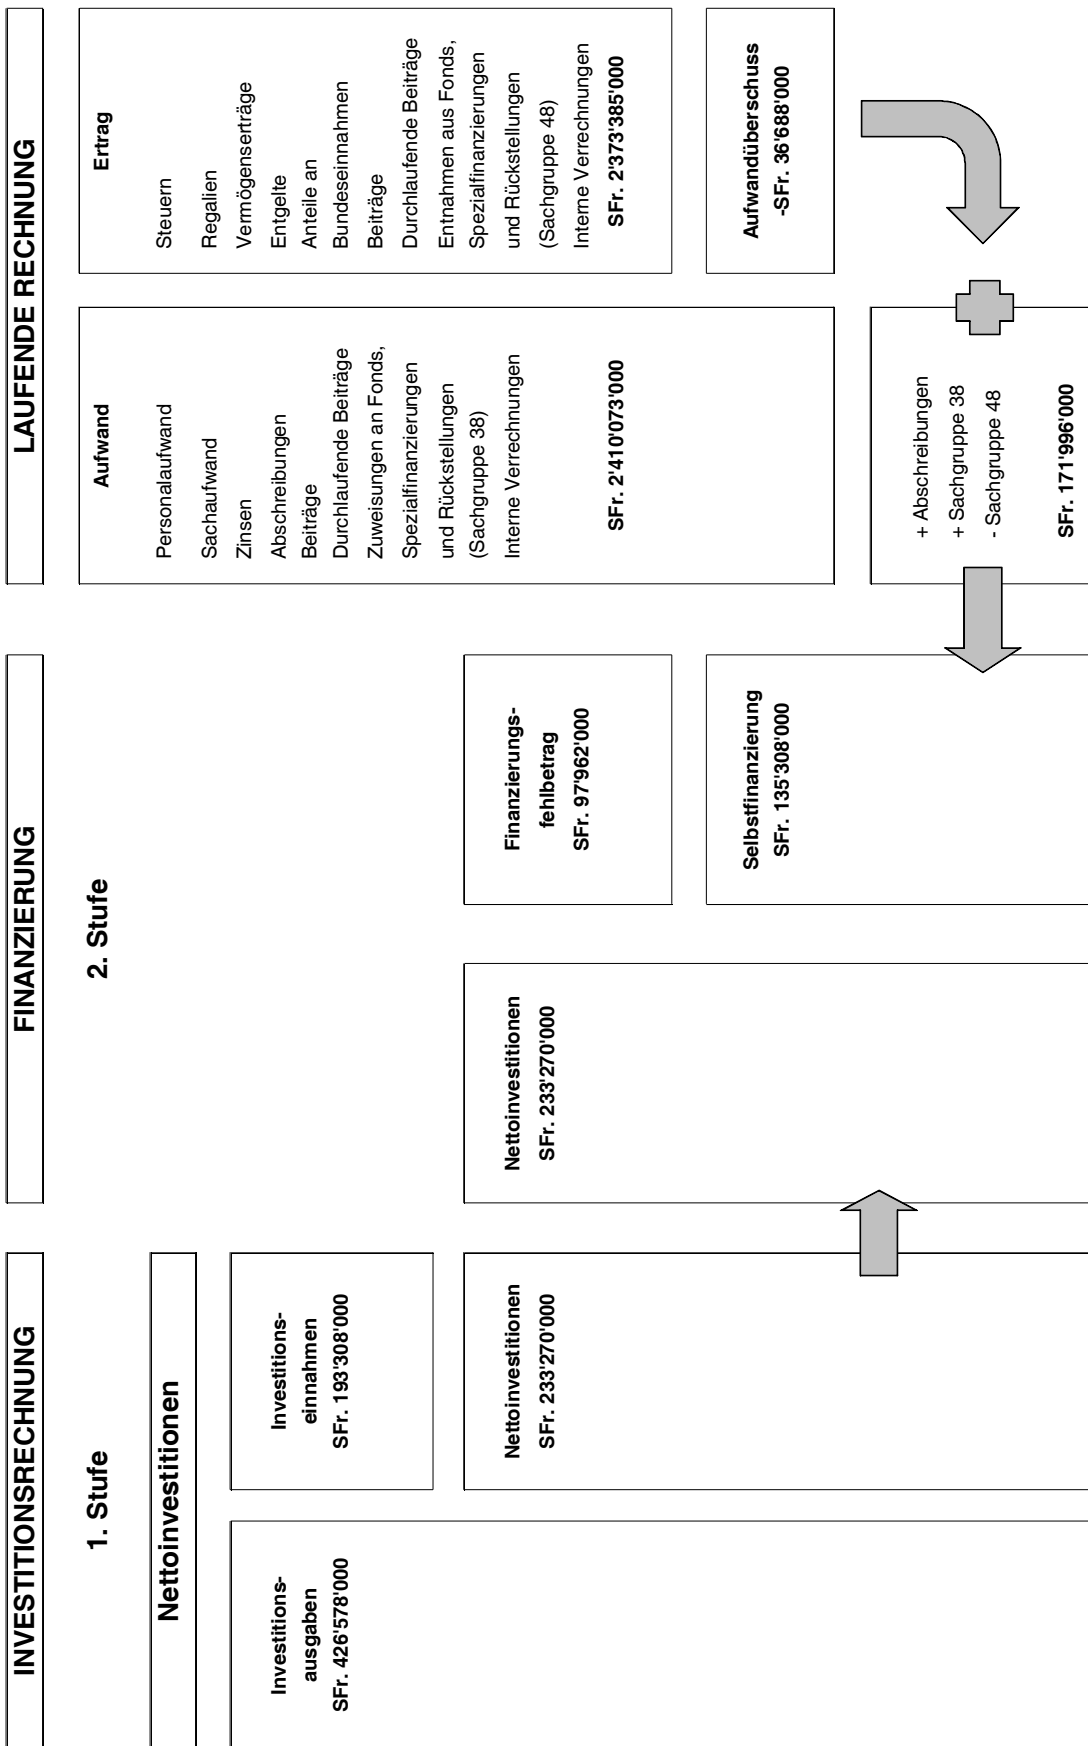 INVESTITIONSRECHNUNG
1. Stufe
Nettoinvestitionen
Investitions-
ausgaben
SFr. 426'578'000
Investitions-
einnahmen
SFr. 193'308'000
Nettoinvestitionen
SFr. 233'270'000
FINANZIERUNG
2. Stufe
Nettoinvestitionen
SFr. 233'270'000
Finanzierungs-
fehlbetrag
SFr. 97'962'000
Selbstfinanzierung
SFr. 135'308'000
LAUFENDE RECHNUNG
Aufwand
Personalaufwand
Sachaufwand
Zinsen
Abschreibungen
Beiträge
Durchlaufende Beiträge
Zuweisungen an Fonds,
Spezialfinanzierungen
und Rückstellungen
(Sachgruppe 38)
Interne Verrechnungen
SFr. 2'410'073'000
Ertrag
Steuern
Regalien
Vermögenserträge
Entgelte
Anteile an
Bundeseinnahmen
Beiträge
Durchlaufende Beiträge
Entnahmen aus Fonds,
Spezialfinanzierungen
und Rückstellungen
(Sachgruppe 48)
Interne Verrechnungen
SFr. 2'373'385'000
Aufwandüberschuss
-SFr. 36'688'000
+ Abschreibungen
+ Sachgruppe 38
- Sachgruppe 48
SFr. 171'996'000